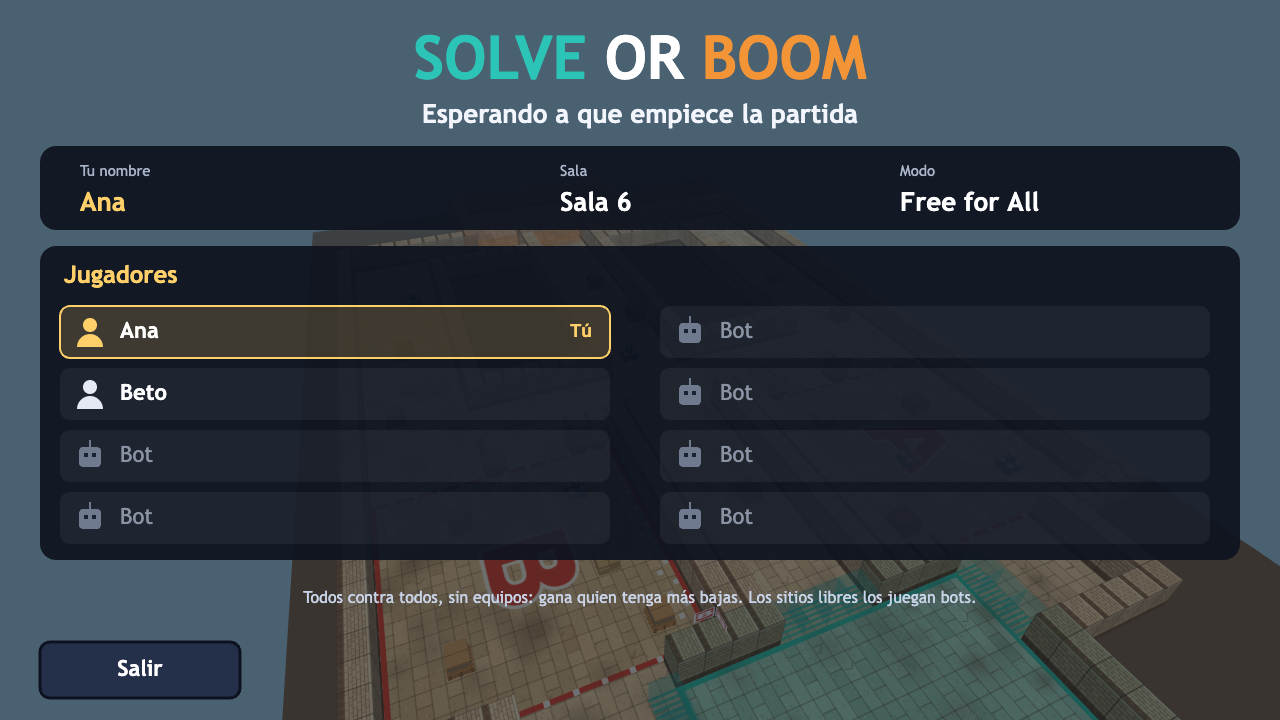 SOLVE OR BOOM
Esperando a que empiece la partida
Tu nombre
Ana
Sala
Sala 6
Modo
Free for All
Jugadores
Ana
Tú
Beto
Bot
Bot
Bot
Bot
Bot
Bot
B
Todos contra todos, sin equipos: gana quien tenga más bajas. Los sitios libres los juegan bots.
Salir